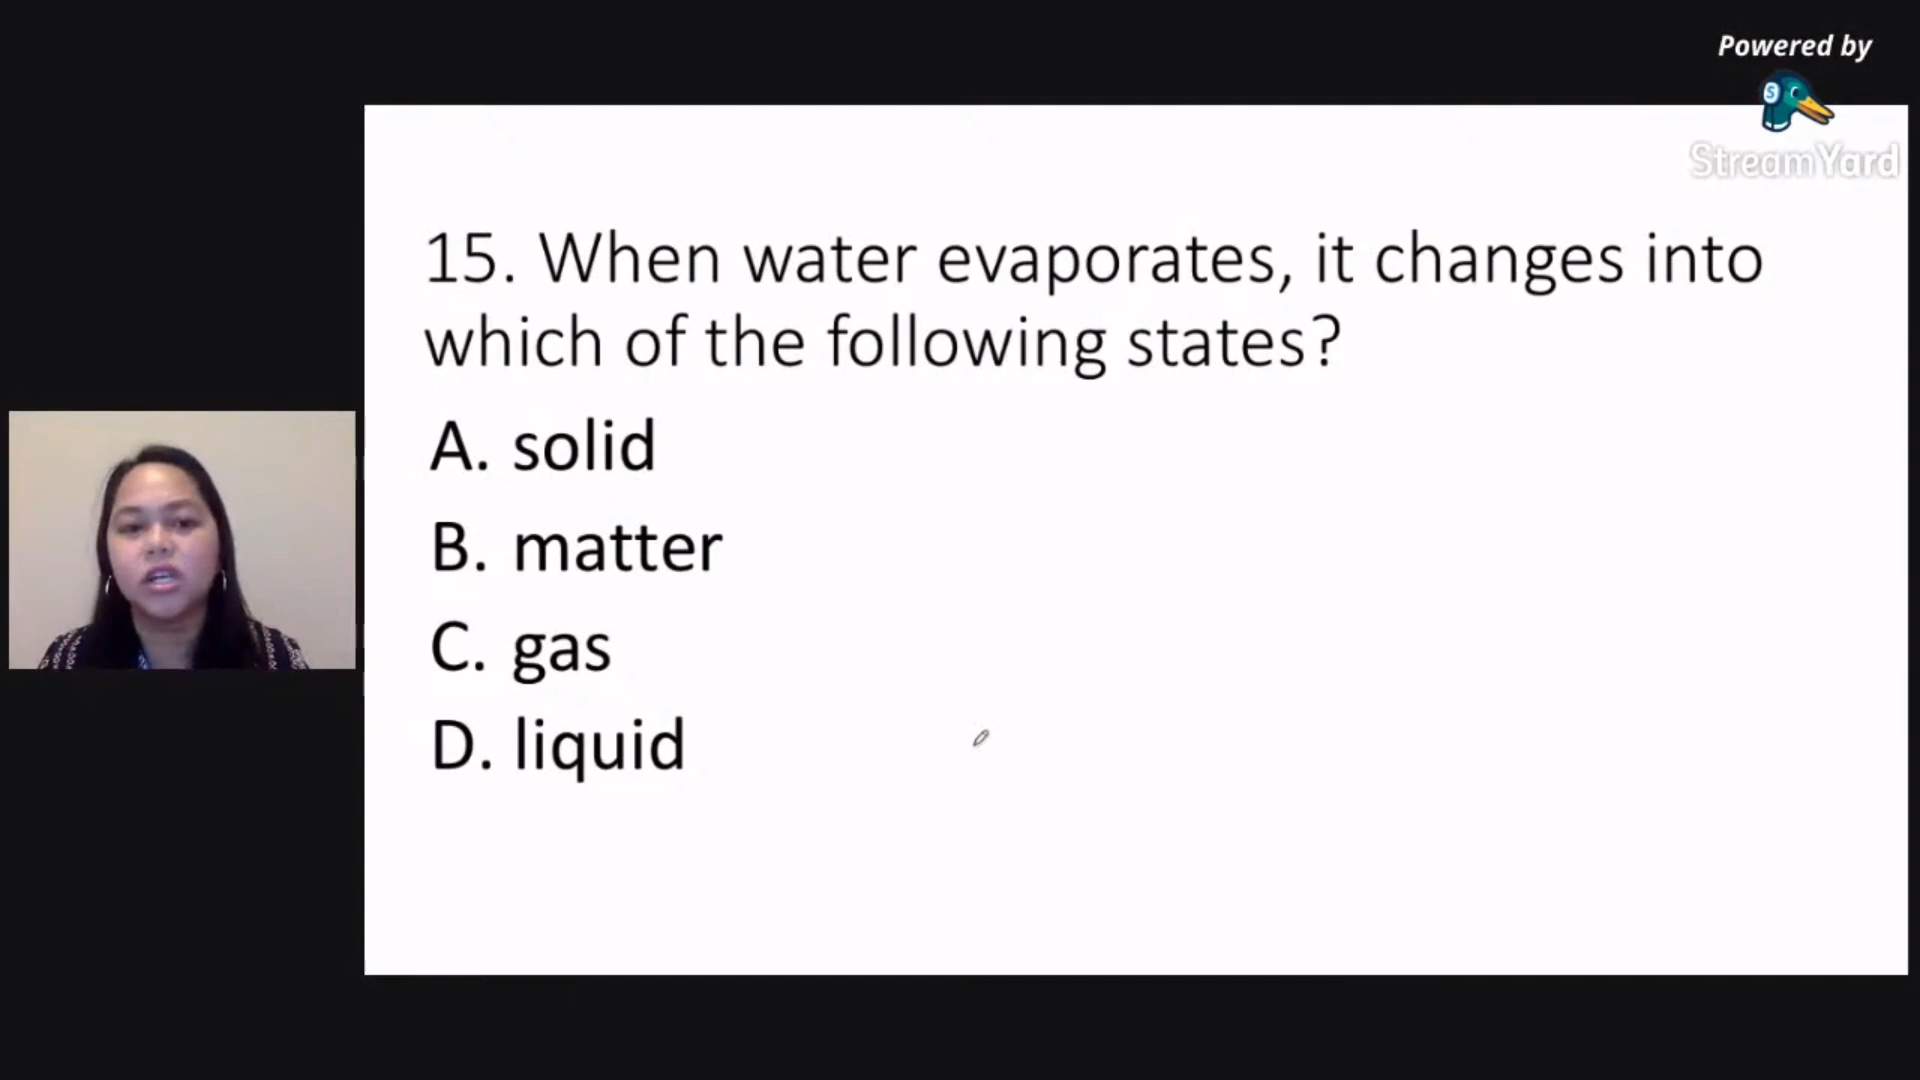 Powered by
StreamYard
15. When water evaporates, it changes into
which of the following states?
A. solid
B. matter
C. gas
D. liquid